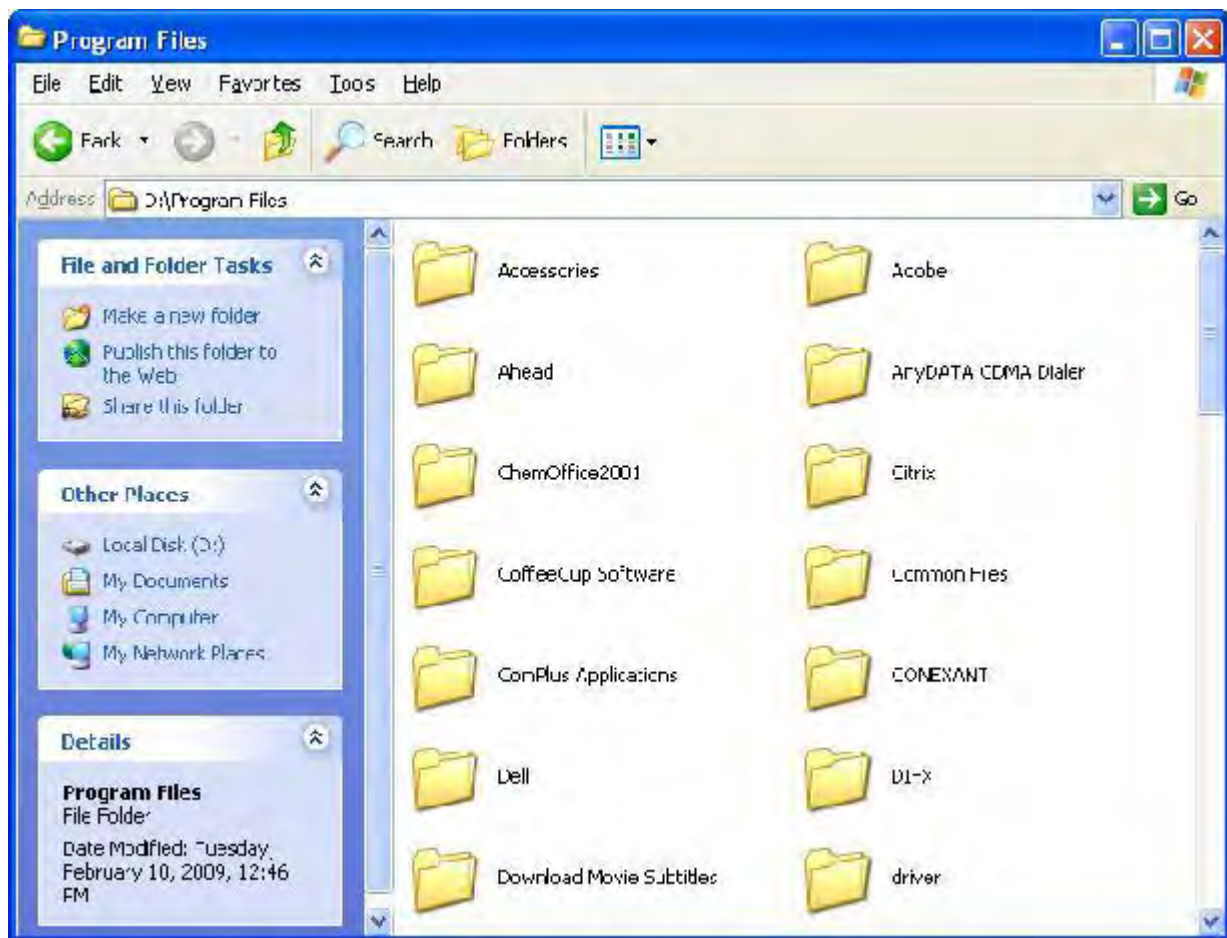 Program Files
File Edit View Favorites Tools Help
Back Search Folders
Address D:\Program Files Go
File and Folder Tasks
Make a new folder
Publish this folder to
the Web
Share this folder
Other Places
Local Disk (D:)
My Documents
My Computer
My Network Places
Details
Program Files
File Folder
Date Modified: Tuesday,
February 10, 2009, 12:46
PM
Accessories Adobe
Ahead AnyDATA CDMA Dialer
ChemOffice2001 Citrix
CoffeeCup Software Common Files
ComPlus Applications CONEXANT
Dell DIFX
Download Movie Subtitles driver